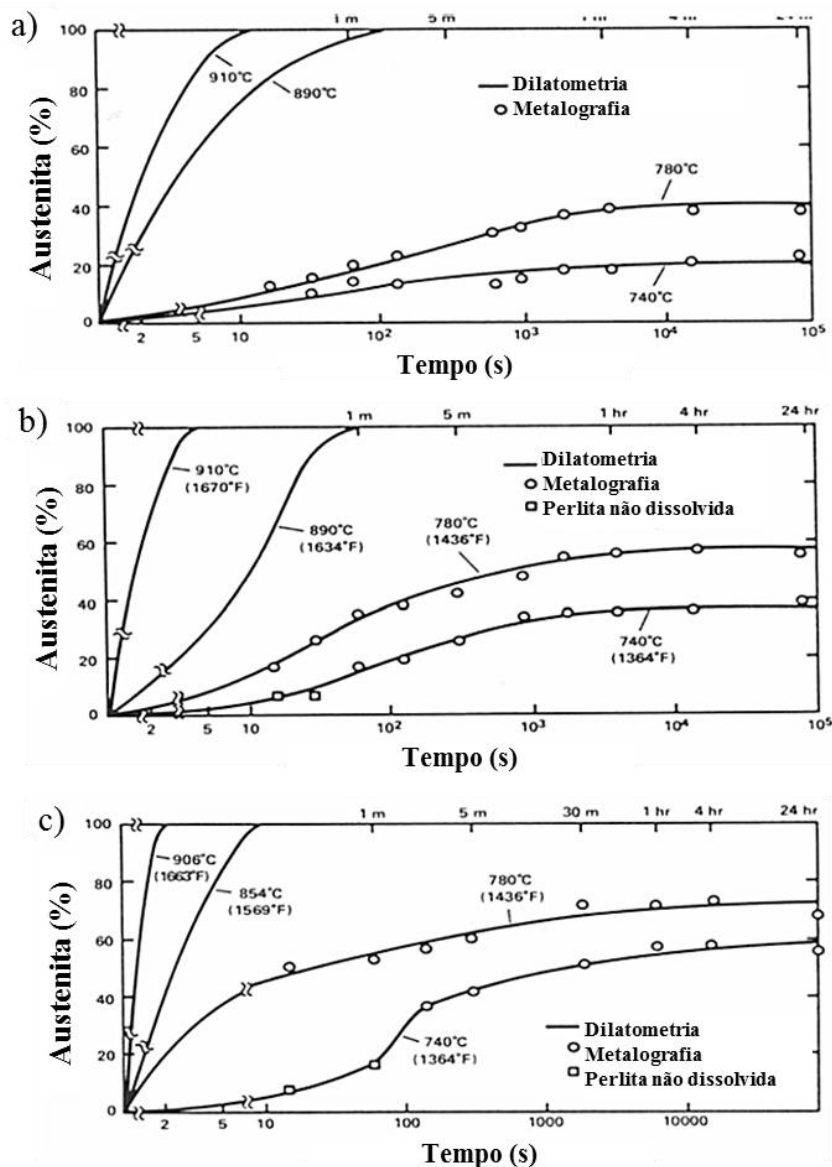 a)
1 m 5 m
100
80
60
40
20
0
Austenita (%)
910°C
890°C
Dilatometria
Metalografia
780°C
740°C
2 5 10 10² 10³ 10⁴ 10⁵
Tempo (s)
b)
1 m 5 m 1 hr 4 hr 24 hr
100
80
60
40
20
0
Austenita (%)
910°C
(1670°F)
890°C
(1634°F)
780°C
(1436°F)
740°C
(1364°F)
Dilatometria
Metalografia
Perlita não dissolvida
2 5 10 10² 10³ 10⁴ 10⁵
Tempo (s)
c)
1 m 5 m 30 m 1 hr 4 hr 24 hr
100
80
60
40
20
0
Austenita (%)
906°C
(1663°F)
854°C
(1569°F)
780°C
(1436°F)
740°C
(1364°F)
Dilatometria
Metalografia
Perlita não dissolvida
2 5 10 100 1000 10000
Tempo (s)